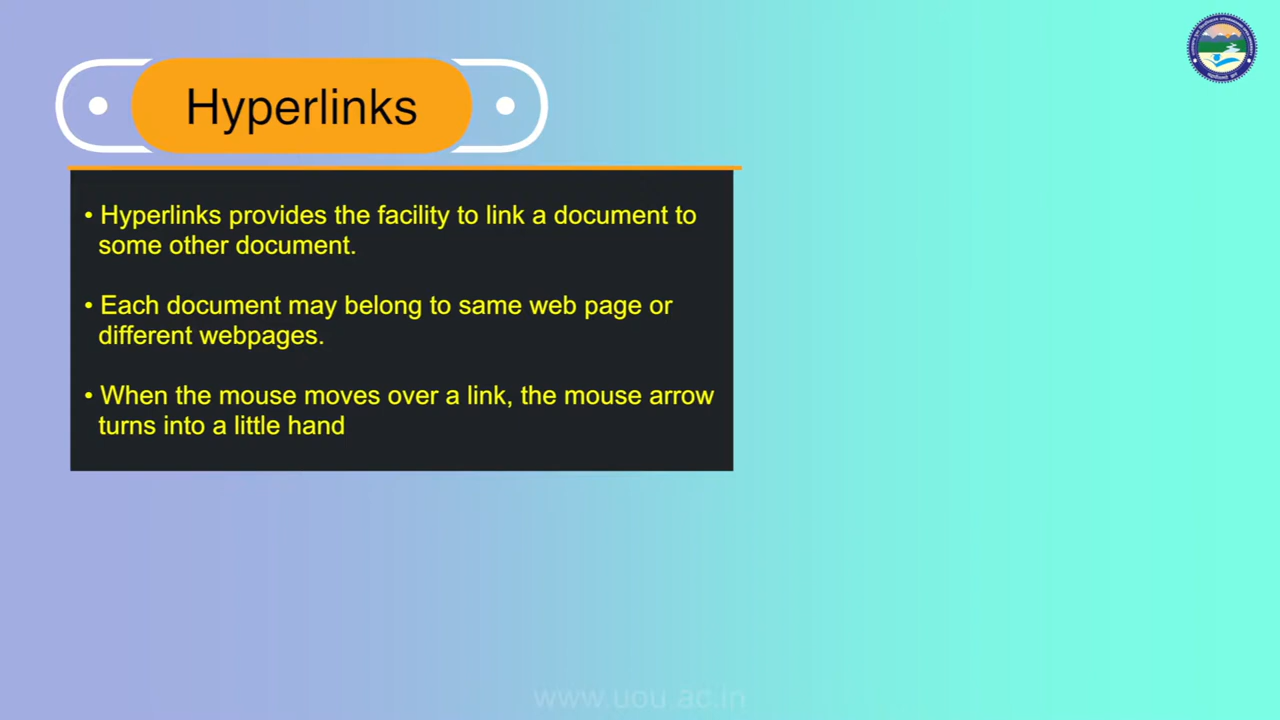 Hyperlinks
• Hyperlinks provides the facility to link a document to
some other document.
• Each document may belong to same web page or
different webpages.
• When the mouse moves over a link, the mouse arrow
turns into a little hand
www.uou.ac.in